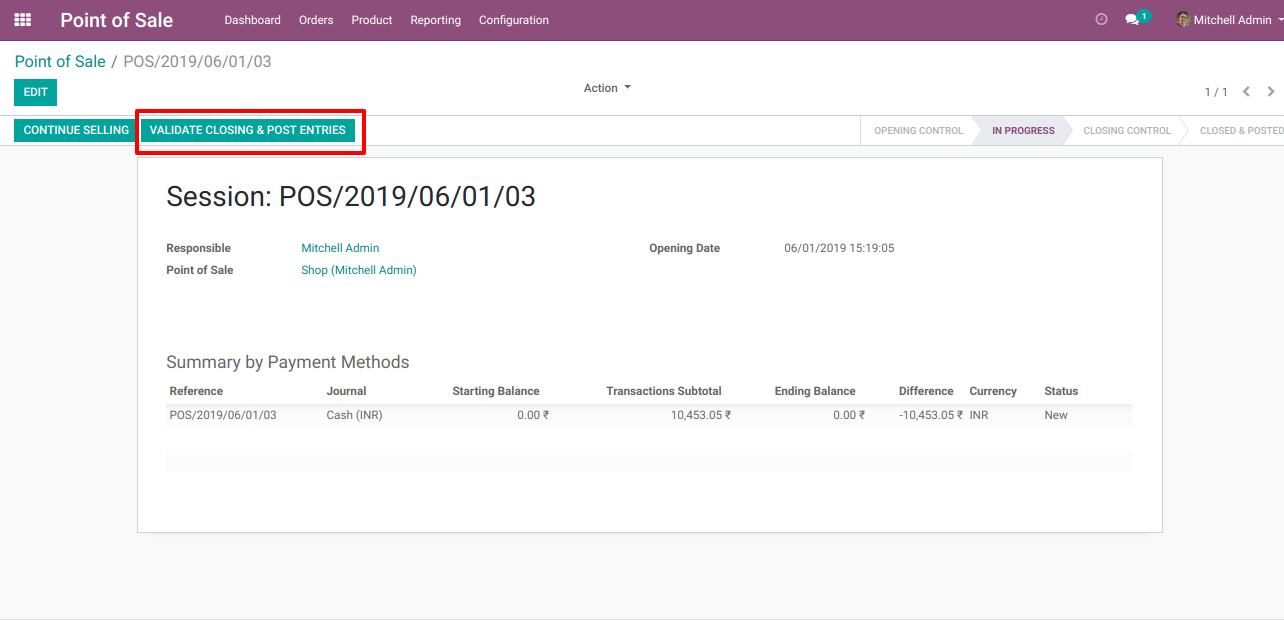 Point of Sale Dashboard Orders Product Reporting Configuration 1 Mitchell Admin
Point of Sale / POS/2019/06/01/03
EDIT Action 1 / 1
CONTINUE SELLING VALIDATE CLOSING & POST ENTRIES OPENING CONTROL IN PROGRESS CLOSING CONTROL CLOSED & POSTED
Session: POS/2019/06/01/03
Responsible Mitchell Admin Opening Date 06/01/2019 15:19:05
Point of Sale Shop (Mitchell Admin)
Summary by Payment Methods
Reference Journal Starting Balance Transactions Subtotal Ending Balance Difference Currency Status
POS/2019/06/01/03 Cash (INR) 0.00 ₹ 10,453.05 ₹ 0.00 ₹ -10,453.05 ₹ INR New